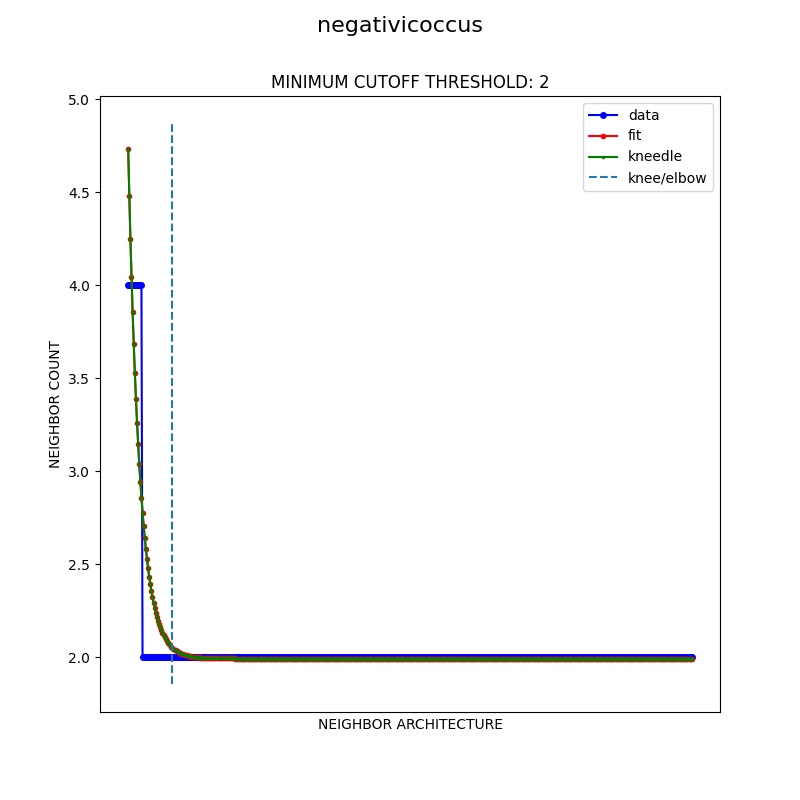 negativicoccus
MINIMUM CUTOFF THRESHOLD: 2
5.0
4.5
4.0
3.5
3.0
2.5
2.0
NEIGHBOR COUNT
NEIGHBOR ARCHITECTURE
data
fit
kneedle
knee/elbow